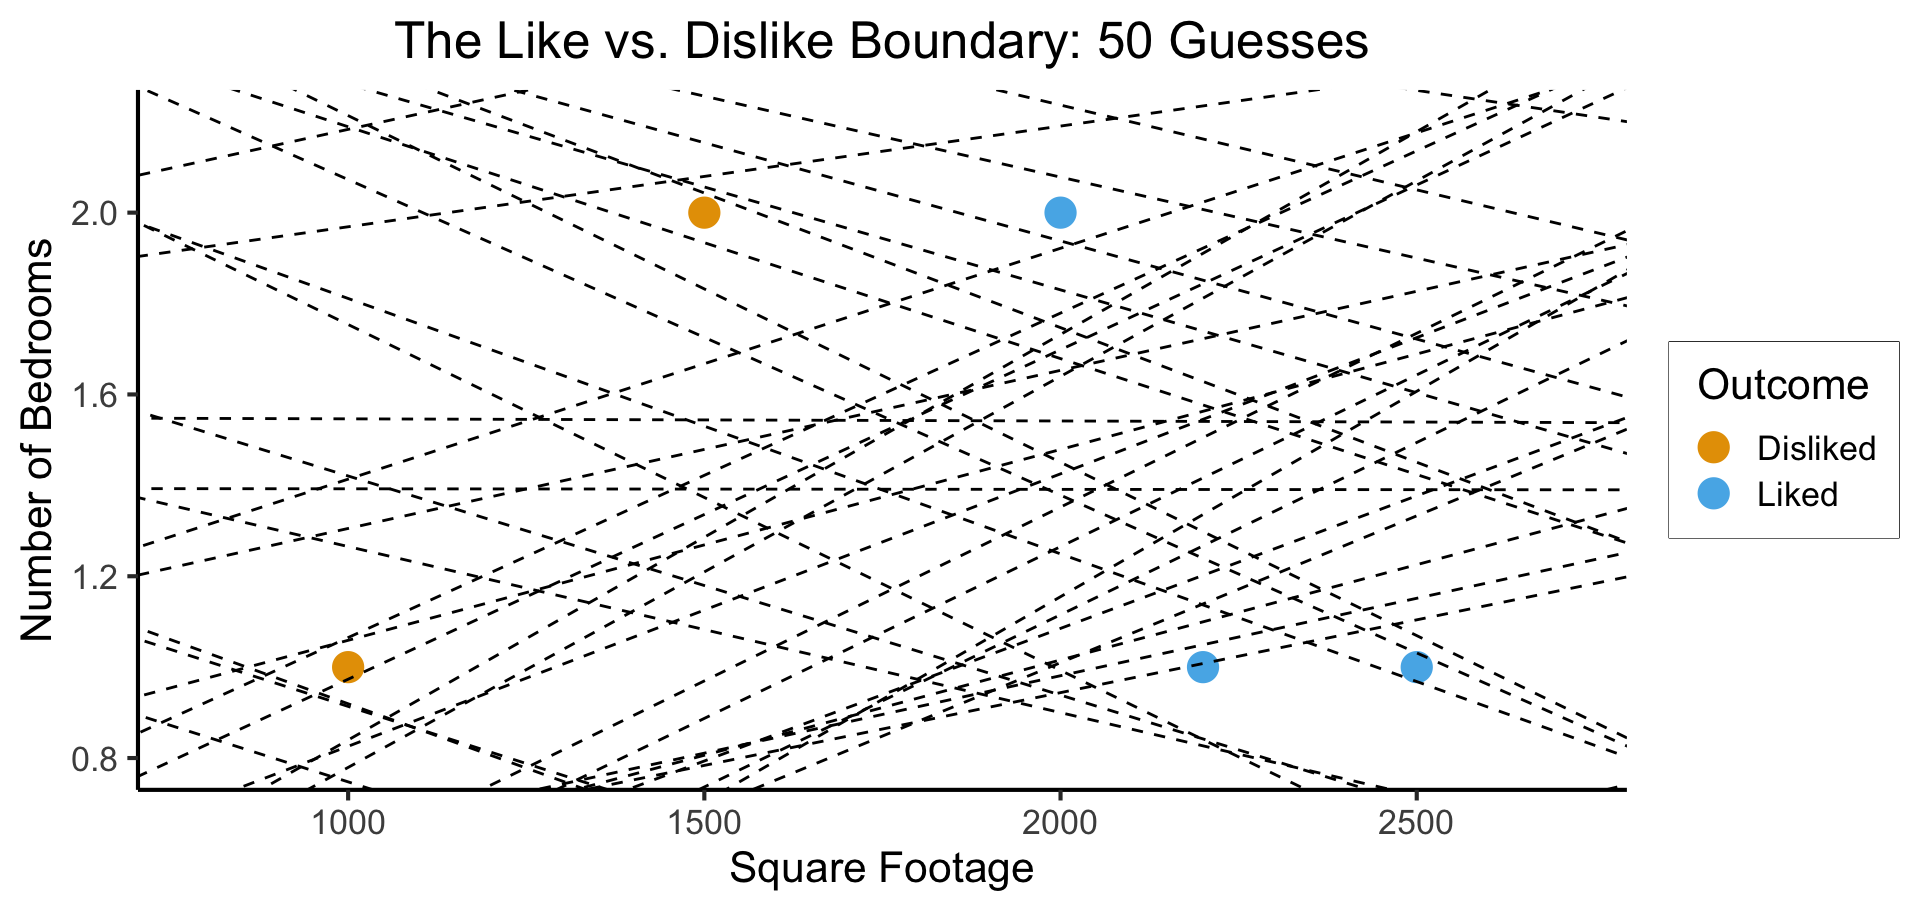 The Like vs. Dislike Boundary: 50 Guesses
Number of Bedrooms
2.0
1.6
1.2
0.8
1000
1500
2000
2500
Square Footage
Outcome
Disliked
Liked